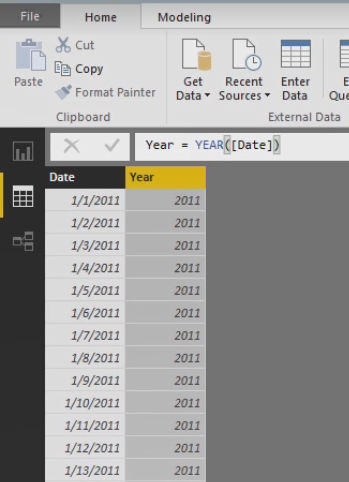 File Home Modeling
Cut
Copy
Format Painter
Paste
Get Data
Recent Sources
Enter Data
Clipboard External Data
Year = YEAR([Date])
Date Year
1/1/2011 2011
1/2/2011 2011
1/3/2011 2011
1/4/2011 2011
1/5/2011 2011
1/6/2011 2011
1/7/2011 2011
1/8/2011 2011
1/9/2011 2011
1/10/2011 2011
1/11/2011 2011
1/12/2011 2011
1/13/2011 2011